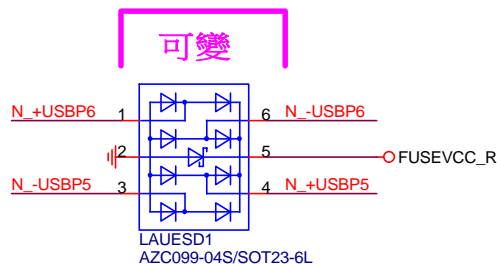 可變
N_+USBP6 1 6 N_-USBP6
2 5 FUSEVCC_R
N_-USBP5 3 4 N_+USBP5
LAUESD1
AZC099-04S/SOT23-6L